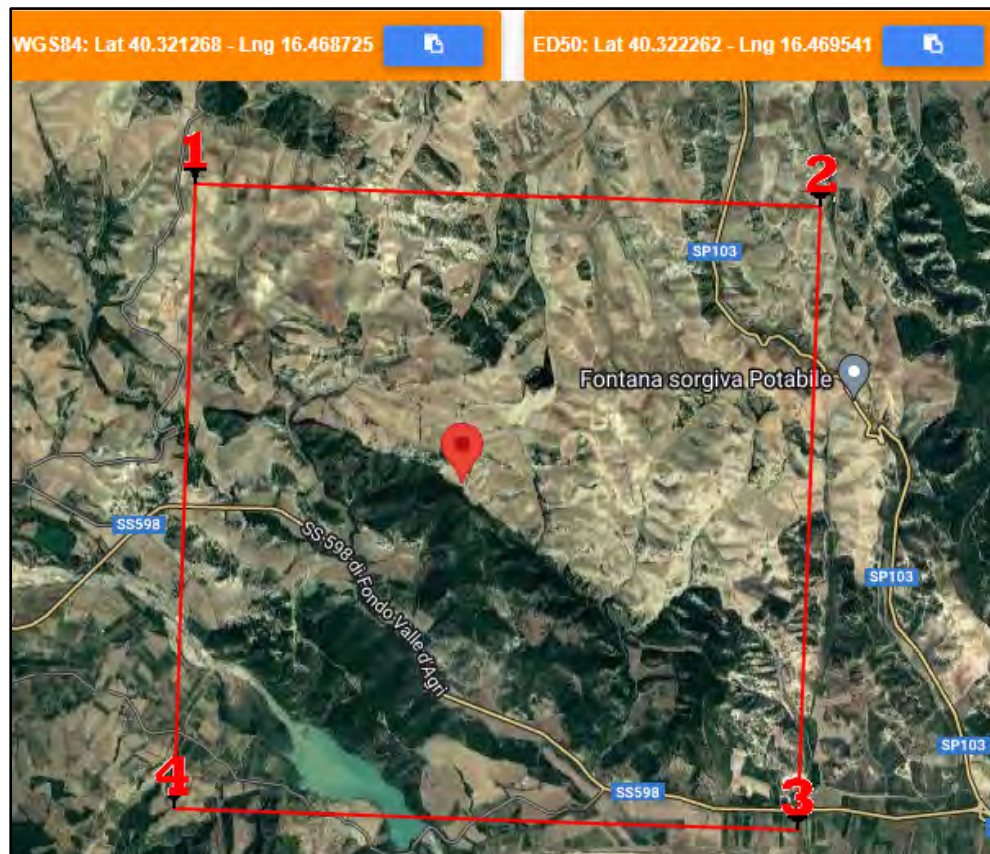 WGS84: Lat 40.321268 - Lng 16.468725
ED50: Lat 40.322262 - Lng 16.469541
1
2
SP103
Fontana sorgiva Potabile
SS598
SS 598 di Fondo Valle d'Agri
SP103
SP103
4
SS598
3